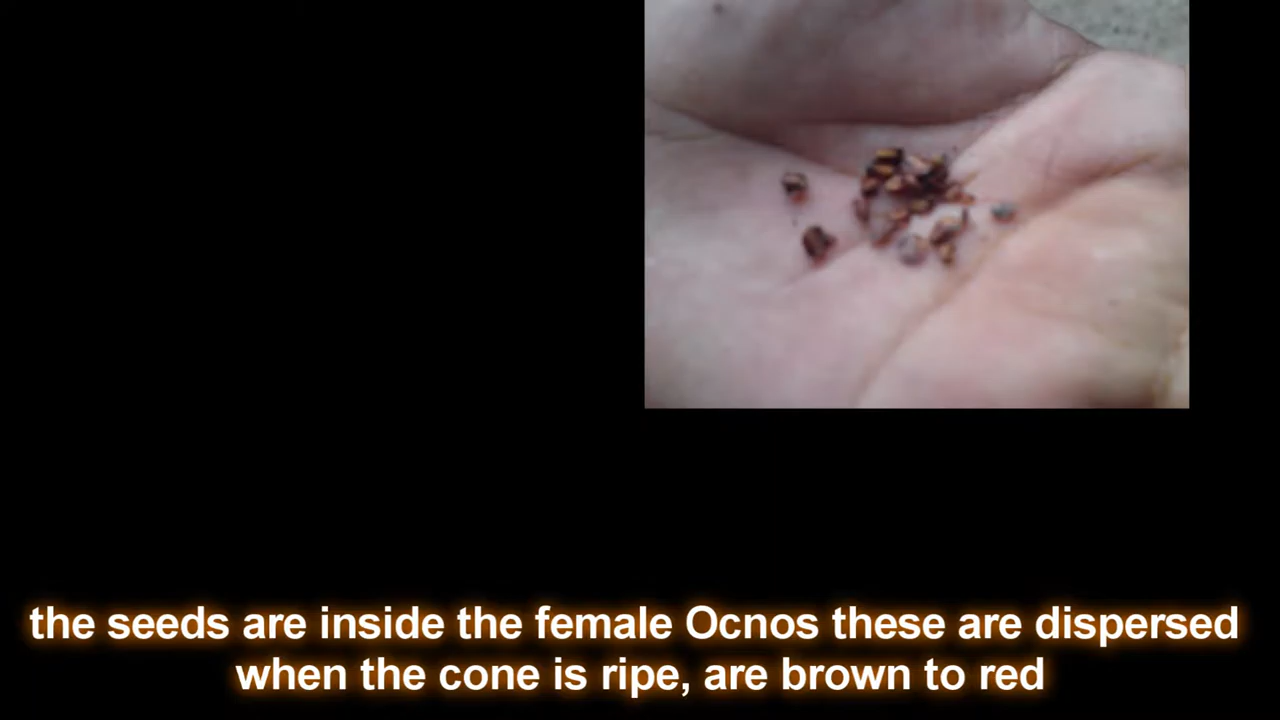 the seeds are inside the female Ocnos these are dispersed
when the cone is ripe, are brown to red